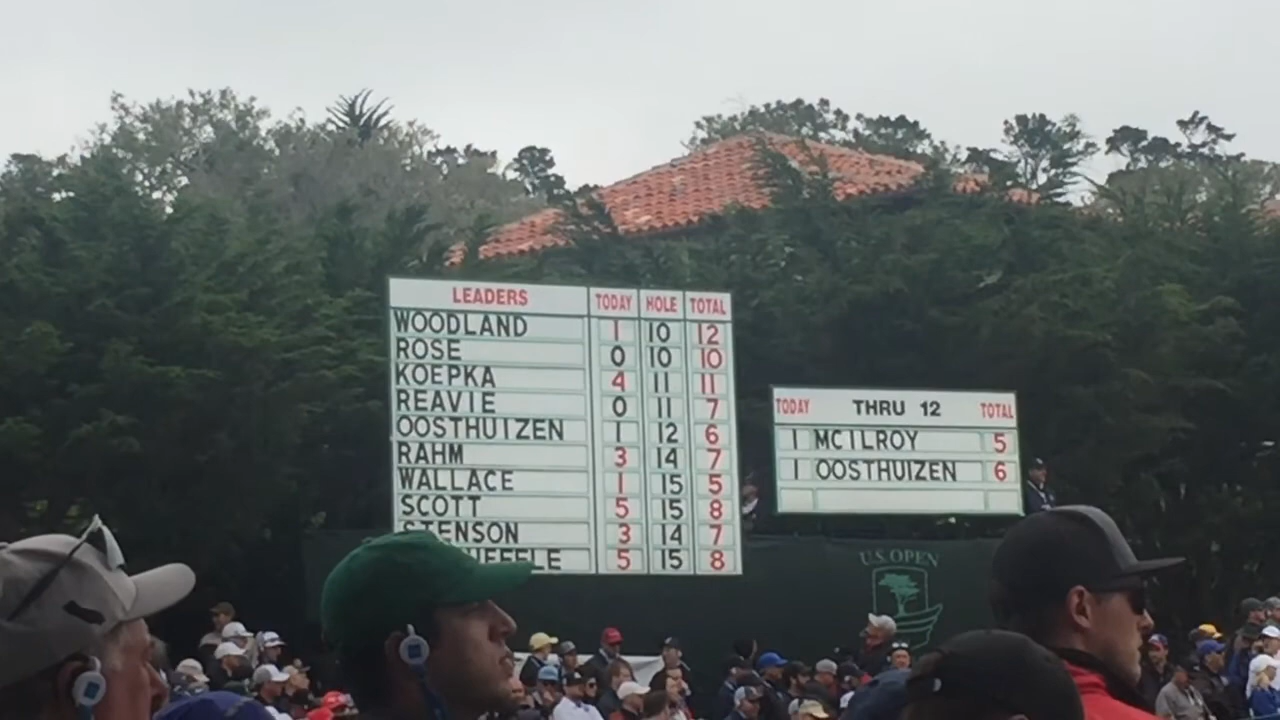 LEADERS TODAY HOLE TOTAL
WOODLAND 1 10 12
ROSE 0 10 10
KOEPKA 4 11 11
REAVIE 0 11 7
OOSTHUIZEN 1 12 6
RAHM 3 14 7
WALLACE 1 15 5
SCOTT 5 15 8
STENSON 3 14 7
UFFELE 5 15 8
TODAY THRU 12 TOTAL
1 MCILROY 5
1 OOSTHUIZEN 6
U.S. OPEN